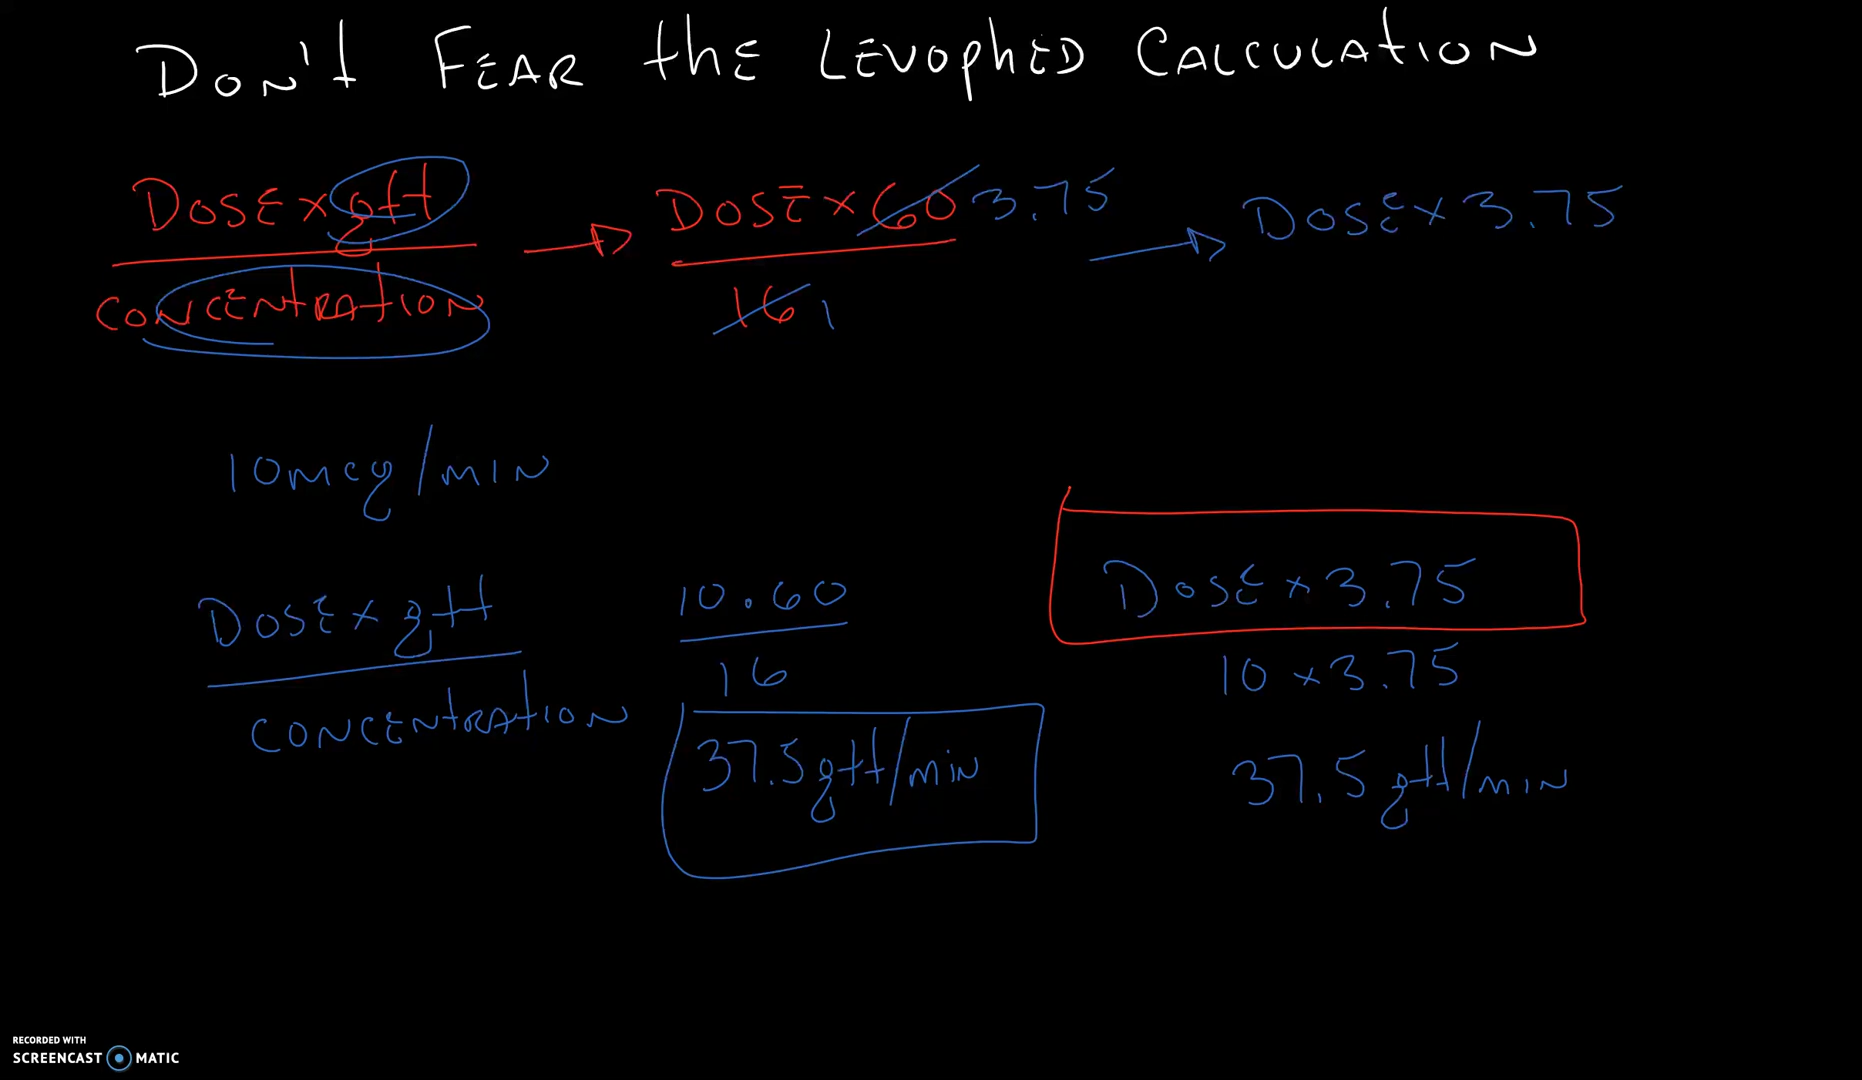 Don't Fear the Levophed Calculation
Dose x gtt
Concentration
Dose x 60 3.75
16 1
Dose x 3.75
10mcg/min
Dose x gtt
Concentration
10.60
16
37.5 gtt/min
Dose x 3.75
10 x 3.75
37.5 gtt/min
RECORDED WITH
SCREENCAST MATIC